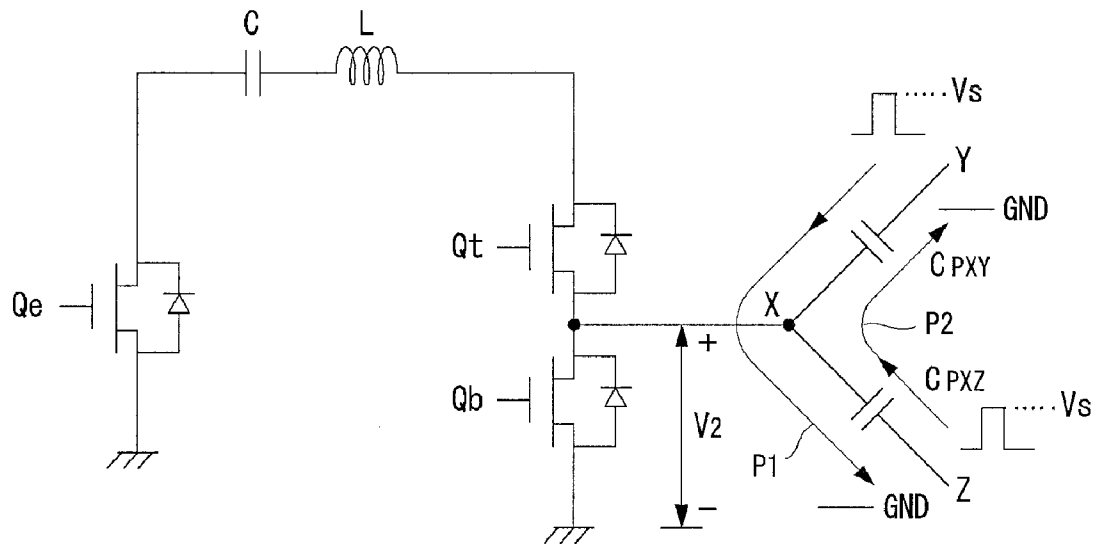 C
L
Vs
Y
GND
Qt
CPXY
Qe
X
P2
+
CPXZ
Qb
V2
Vs
P1
Z
−
GND